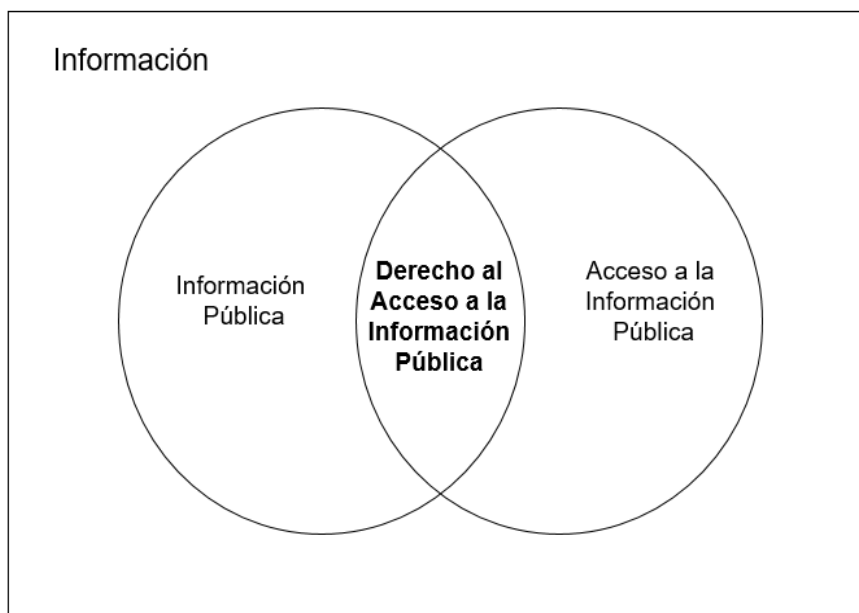 Información
Información
Pública
Derecho al
Acceso a la
Información
Pública
Acceso a la
Información
Pública